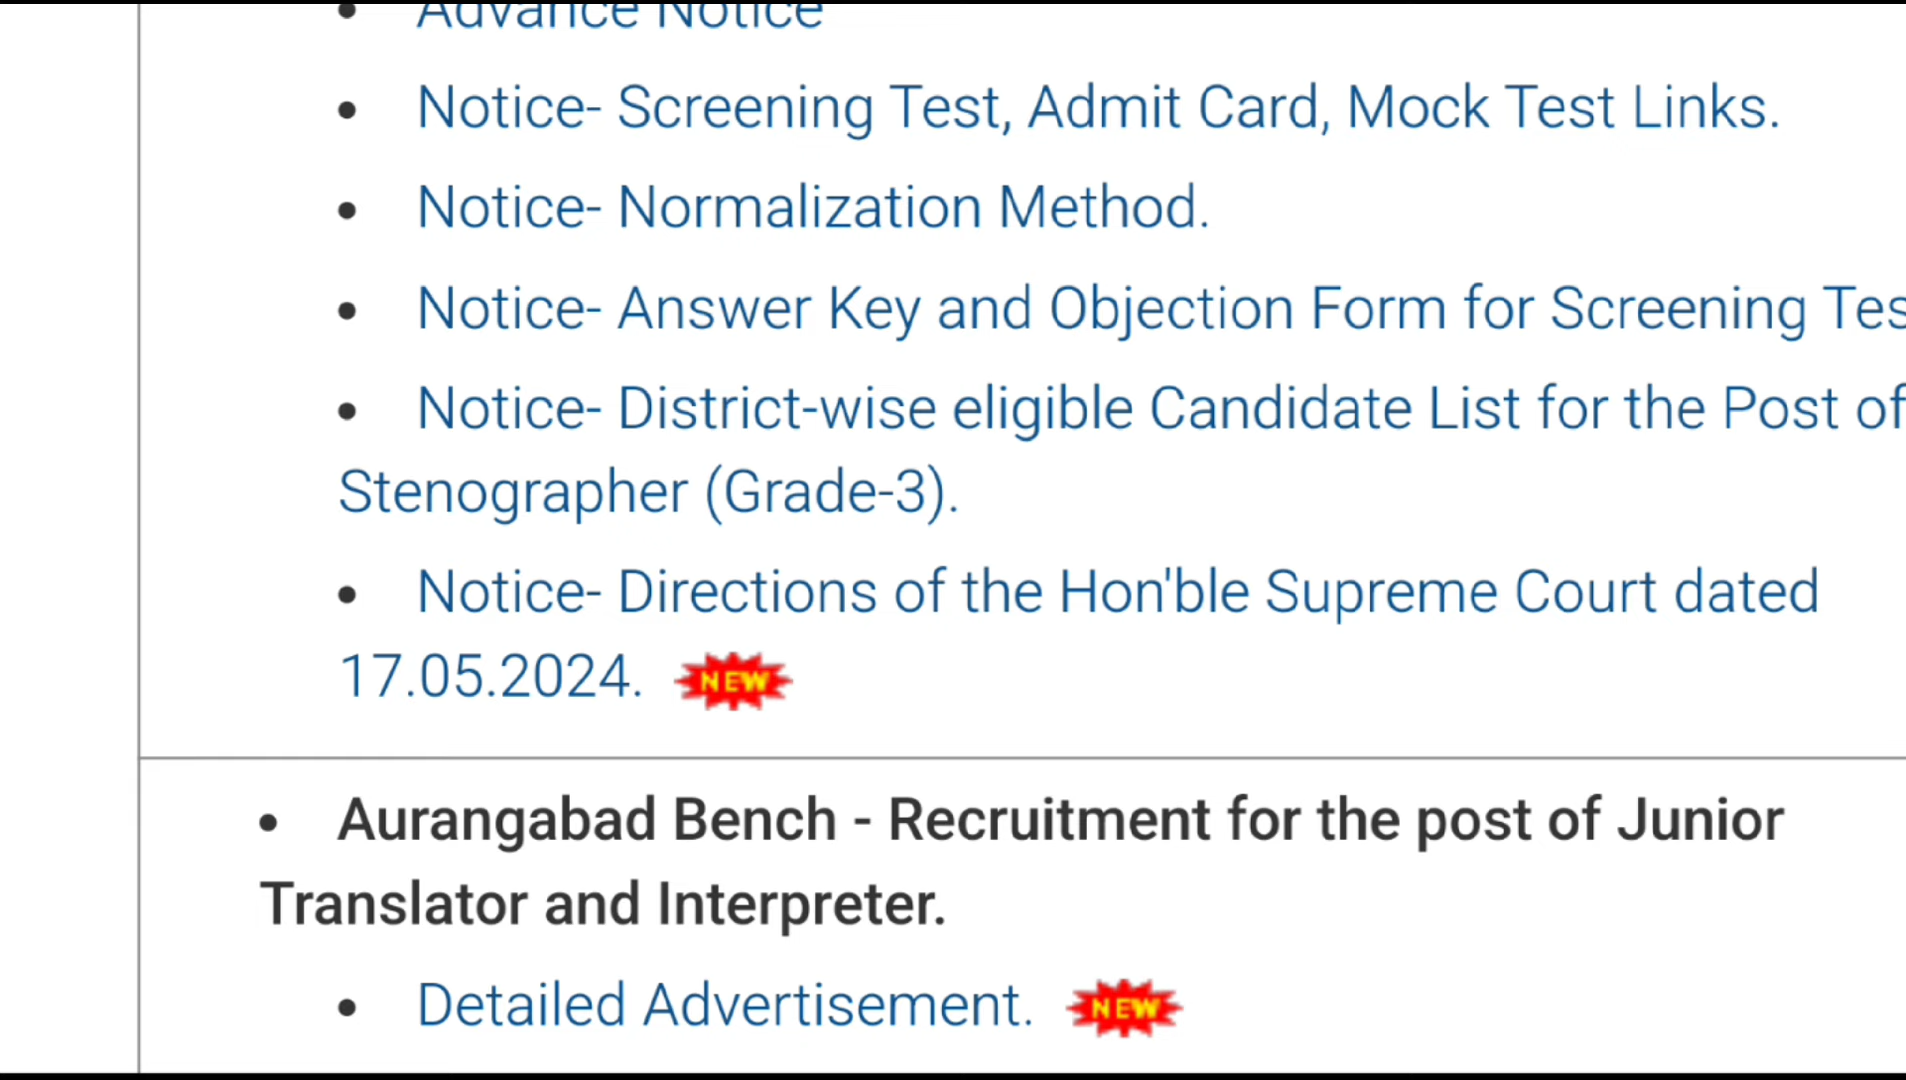 Advance Notice
Notice- Screening Test, Admit Card, Mock Test Links.
Notice- Normalization Method.
Notice- Answer Key and Objection Form for Screening
Notice- District-wise eligible Candidate List for the Post of
Stenographer (Grade-3).
Notice- Directions of the Hon'ble Supreme Court dated
17.05.2024. NEW
Aurangabad Bench - Recruitment for the post of Junior
Translator and Interpreter.
Detailed Advertisement. NEW